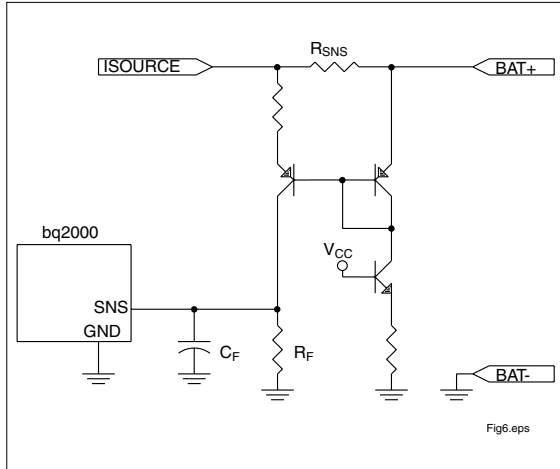 RSNS
ISOURCE
BAT+
bq2000
VCC
SNS
GND
CF
RF
BAT-
Fig6.eps